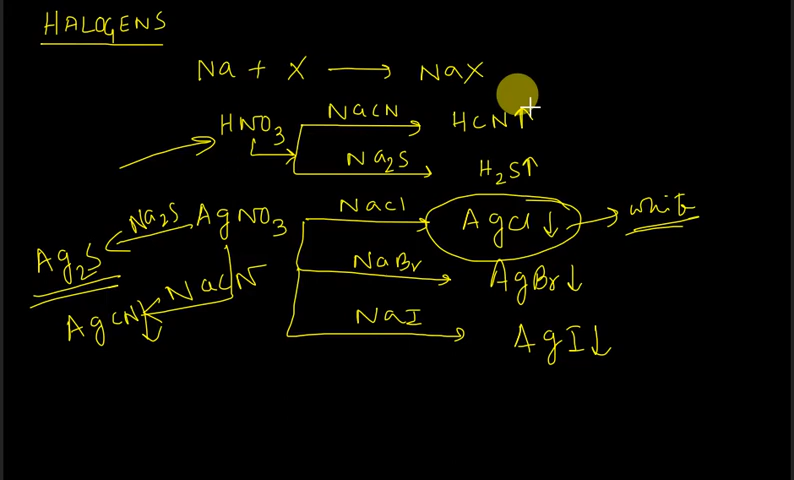 HALOGENS
Na + X → NaX
HNO3 NaCN → HCN↑
Na2S → H2S↑
Ag2S ← Na2S AgNO3 NaCl → AgCl↓ → white
AgCN↓ ← NaCN NaBr → AgBr↓
NaI → AgI↓